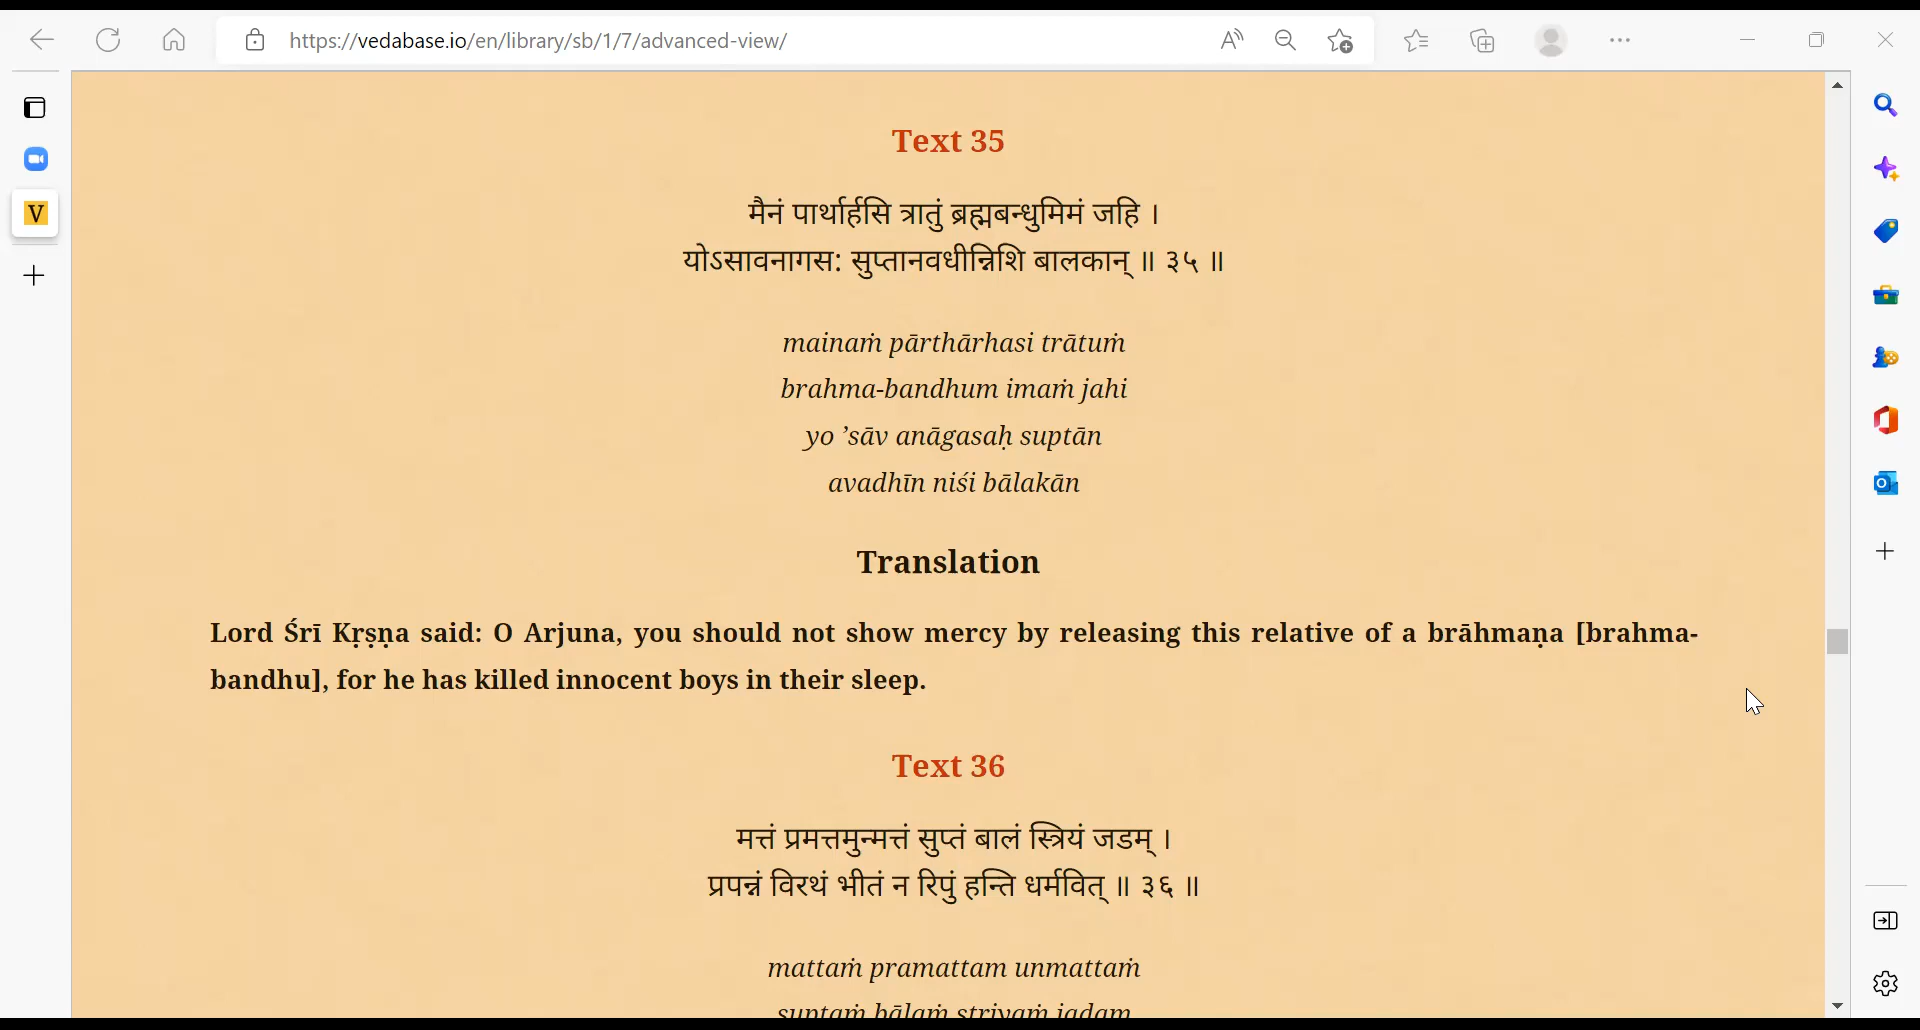 https://vedabase.io/en/library/sb/1/7/advanced-view/
V
Text 35
मैनं पार्थार्हसि त्रातुं ब्रह्मबन्धुमिमं जहि ।
योऽसावनागस: सुप्तानवधीन्निशि बालकान् ॥ ३५ ॥
mainaṁ pārthārhasi trātuṁ
brahma-bandhum imaṁ jahi
yo ’sāv anāgasaḥ suptān
avadhīn niśi bālakān
Translation
Lord Śrī Kṛṣṇa said: O Arjuna, you should not show mercy by releasing this relative of a brāhmaṇa [brahma-
bandhu], for he has killed innocent boys in their sleep.
Text 36
मत्तं प्रमत्तमुन्मत्तं सुप्तं बालं स्त्रियं जडम् ।
प्रपन्नं विरथं भीतं न रिपुं हन्ति धर्मवित् ॥ ३६ ॥
mattaṁ pramattam unmattaṁ
suptaṁ bālaṁ striyaṁ jaḍam